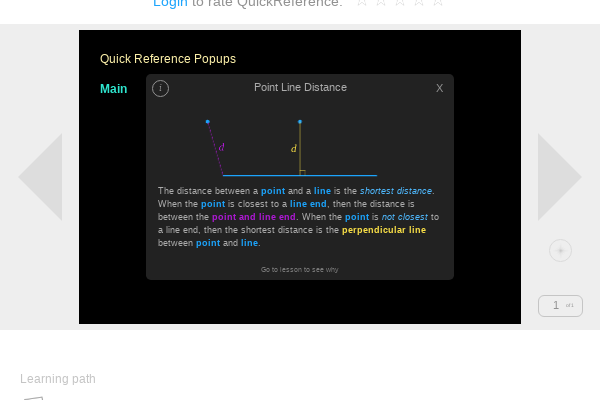 Login to rate QuickReference.
Quick Reference Popups
Main
i
Point Line Distance
X
d
d
The distance between a point and a line is the shortest distance.
When the point is closest to a line end, then the distance is
between the point and line end. When the point is not closest to
a line end, then the shortest distance is the perpendicular line
between point and line.
Go to lesson to see why
1
Learning path